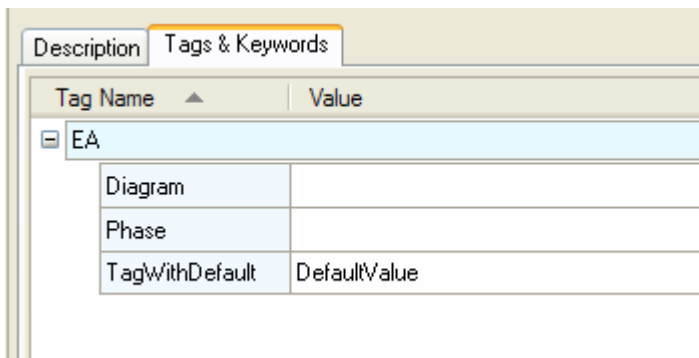 Description Tags & Keywords
Tag Name Value
EA
Diagram
Phase
TagWithDefault DefaultValue